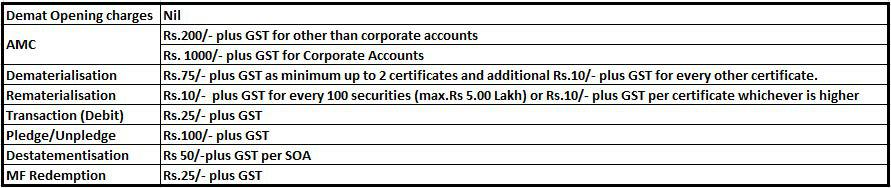 Demat Opening charges Nil
AMC
Rs.200/- plus GST for other than corporate accounts
Rs. 1000/- plus GST for Corporate Accounts
Dematerialisation Rs.75/- plus GST as minimum up to 2 certificates and additional Rs.10/- plus GST for every other certificate.
Rematerialisation Rs.10/- plus GST for every 100 securities (max.Rs 5.00 Lakh) or Rs.10/- plus GST per certificate whichever is higher
Transaction (Debit) Rs.25/- plus GST
Pledge/Unpledge Rs.100/- plus GST
Destatementisation Rs 50/-plus GST per SOA
MF Redemption Rs.25/- plus GST